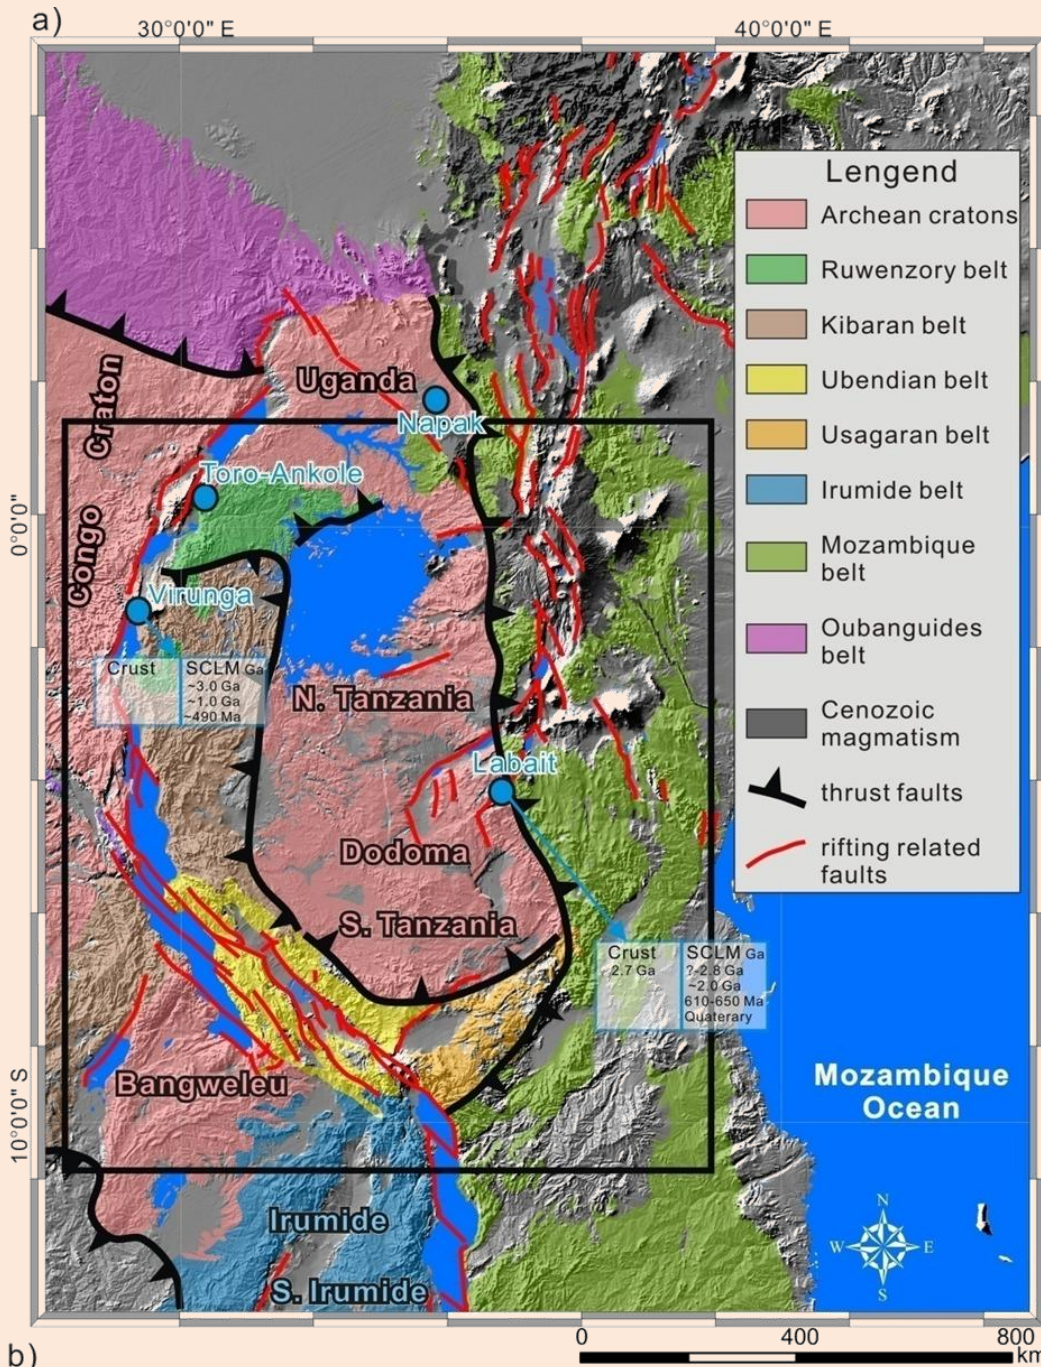 a)
30°0'0" E
40°0'0" E
Lengend
Archean cratons
Ruwenzory belt
Kibaran belt
Ubendian belt
Usagaran belt
Irumide belt
Mozambique
belt
Oubanguides
belt
Cenozoic
magmatism
thrust faults
rifting related
faults
Uganda
Napak
Congo Craton
Toro-Ankole
0°0'0"
Virunga
Crust
SCLM Ga
~3.0 Ga
~1.0 Ga
~490 Ma
N. Tanzania
Labait
Dodoma
S. Tanzania
Crust
2.7 Ga
SCLM Ga
?-2.8 Ga
~2.0 Ga
610-650 Ma
Quaterary
Bangweleu
10°0'0" S
Mozambique
Ocean
Irumide
S. Irumide
N
W
E
S
0
400
800
km
b)